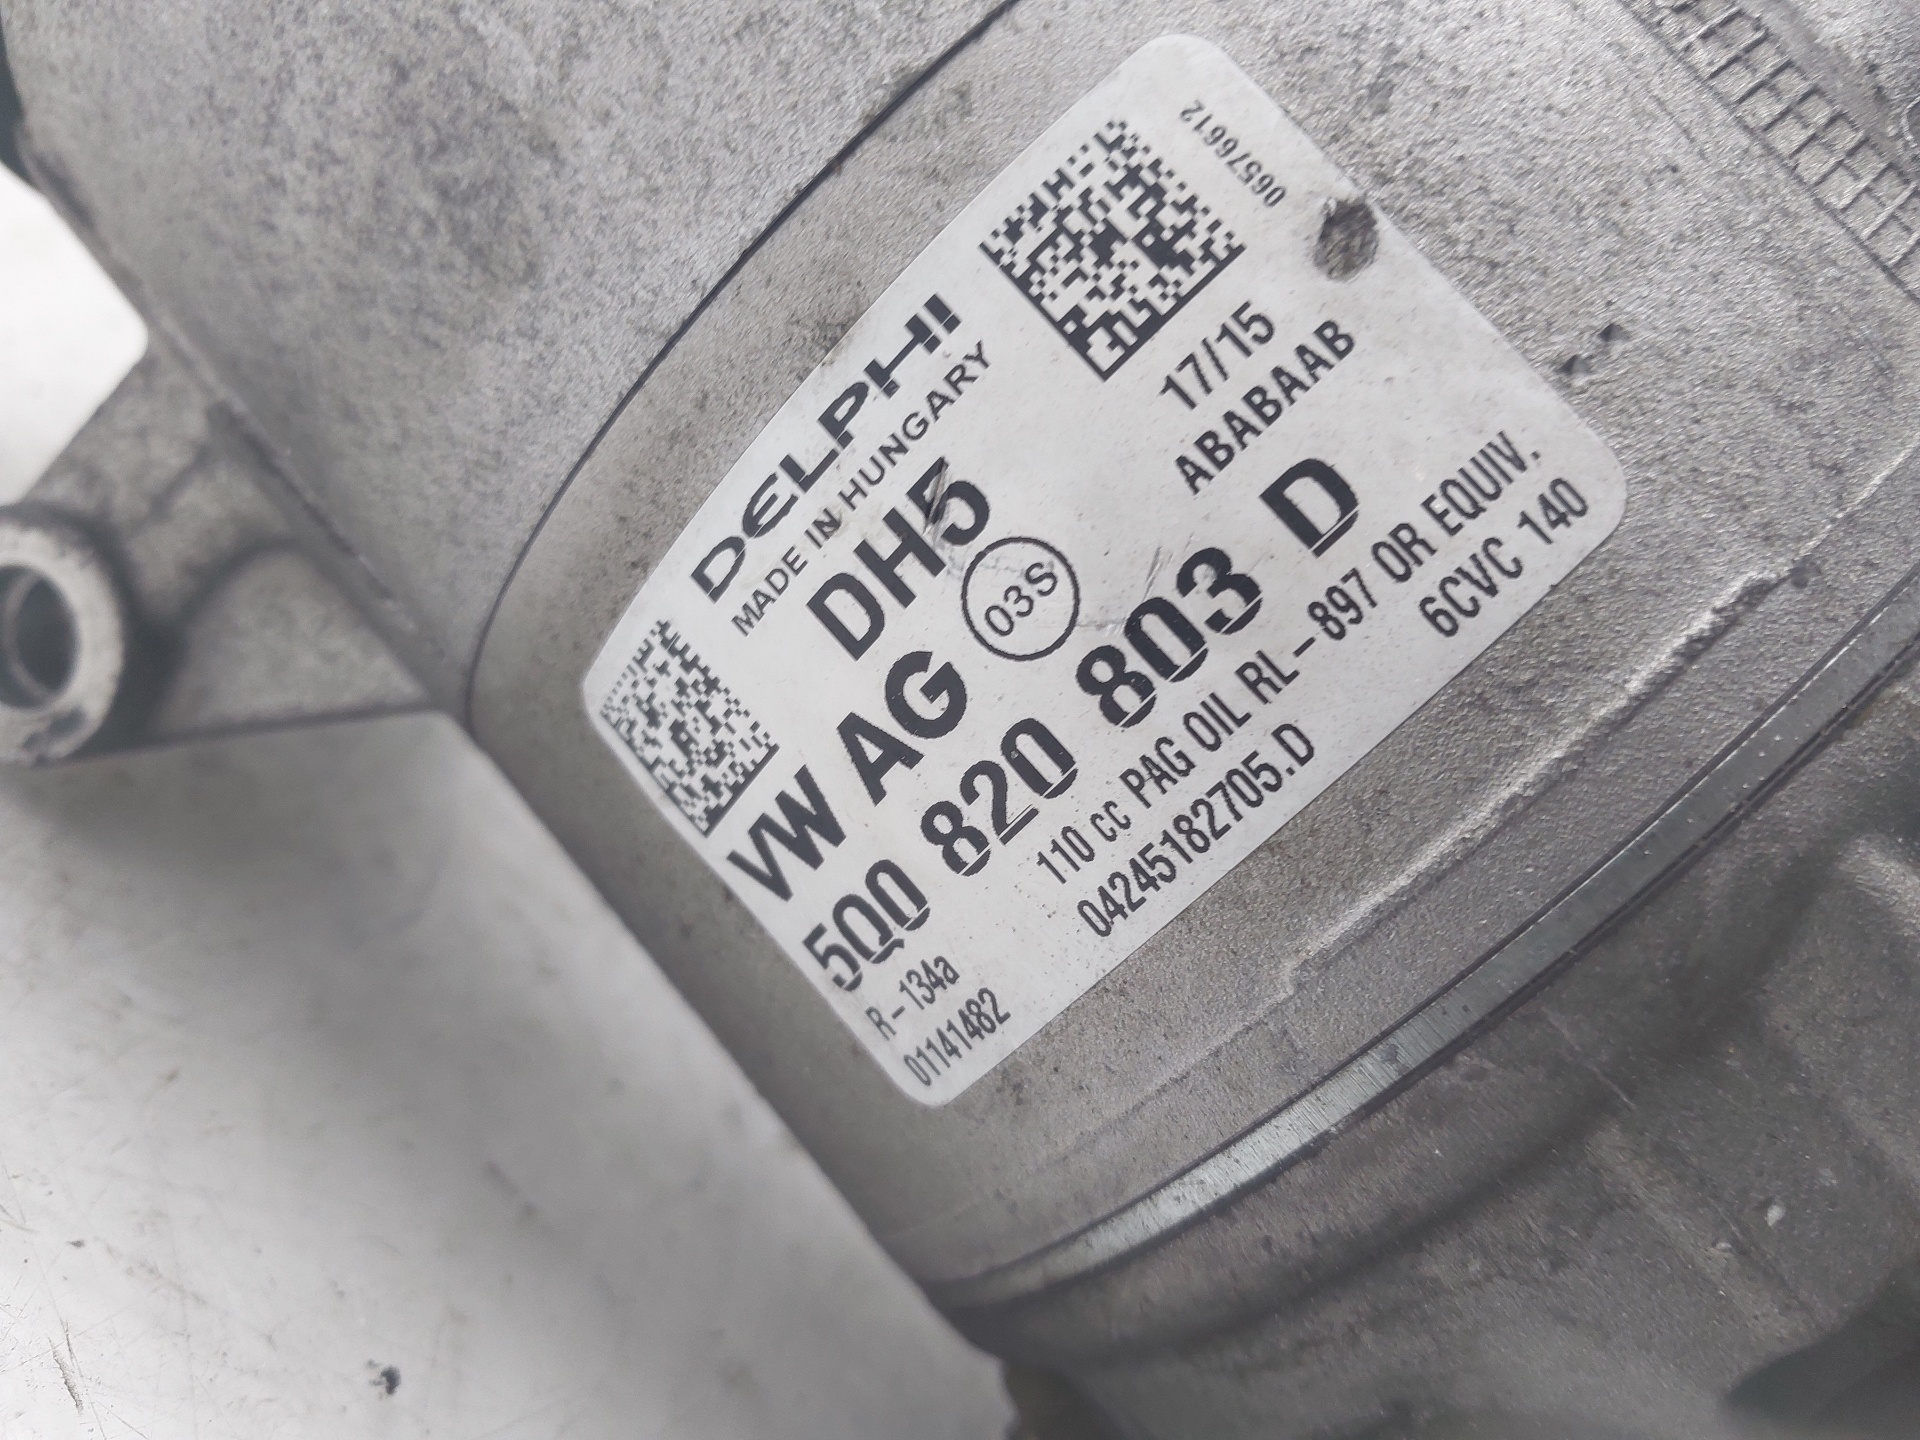 06576612
DELPHI
MADE IN HUNGARY
17/15
DH5
ABABAAB
VW AG
03S
5Q0 820 803 D
R-134a
110 cc PAG OIL RL-897 OR EQUIV.
01141482
04245182705.D
6CVC 140